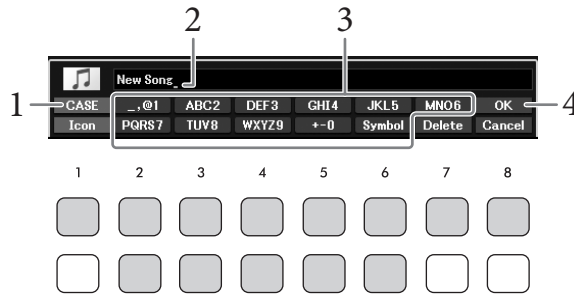 2
3
New Song_
1
CASE
_,@1
ABC2
DEF3
GHI4
JKL5
MNO6
OK
4
Icon
PQRS7
TUV8
WXYZ9
+-0
Symbol
Delete
Cancel
1 2 3 4 5 6 7 8